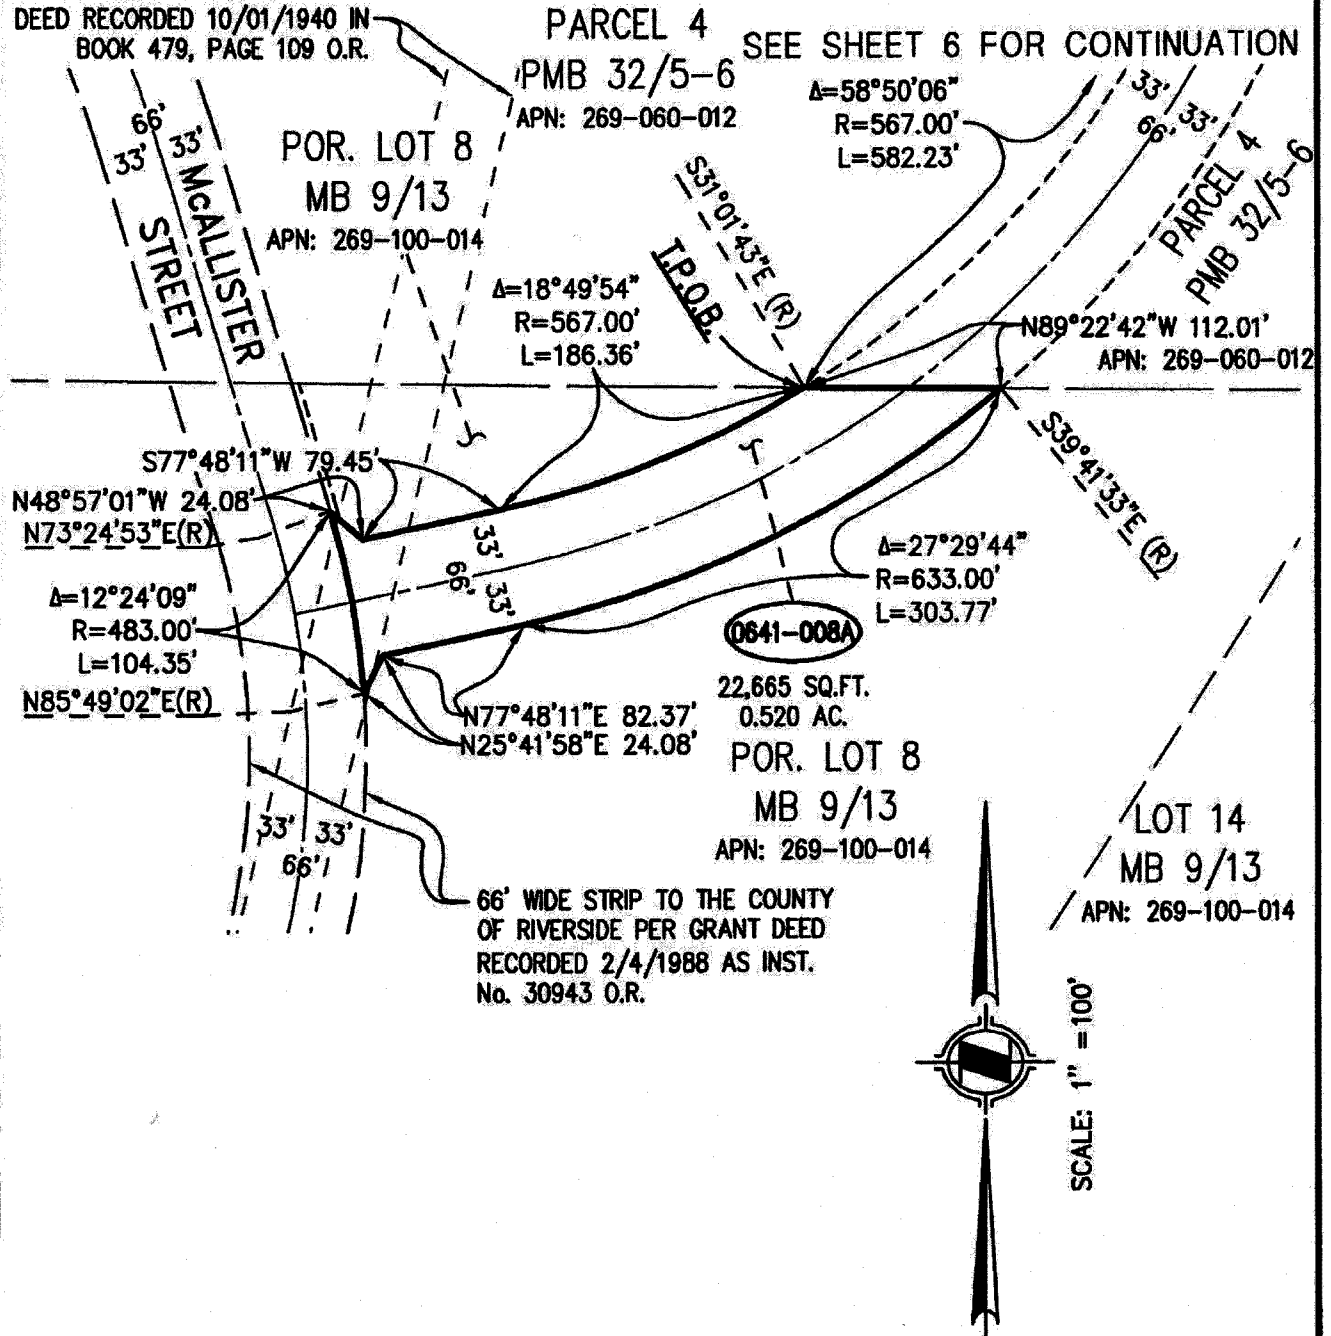 DEED RECORDED 10/01/1940 IN
BOOK 479, PAGE 109 O.R.
PARCEL 4
PMB 32/5-6
APN: 269-060-012
SEE SHEET 6 FOR CONTINUATION
Δ=58°50'06"
R=567.00'
L=582.23'
33'
33'
66'
PARCEL 4
PMB 32/5-6
66'
33'
33'
McALLISTER
STREET
POR. LOT 8
MB 9/13
APN: 269-100-014
S31°01'43"E (R)
T.P.O.B.
Δ=18°49'54"
R=567.00'
L=186.36'
N89°22'42"W 112.01'
APN: 269-060-012
S77°48'11"W 79.45'
N48°57'01"W 24.08'
N73°24'53"E(R)
S39°41'33"E (R)
33'
66'
33'
Δ=27°29'44"
R=633.00'
L=303.77'
Δ=12°24'09"
R=483.00'
L=104.35'
N85°49'02"E(R)
0641-008A
22,665 SQ.FT.
0.520 AC.
N77°48'11"E 82.37'
N25°41'58"E 24.08'
POR. LOT 8
MB 9/13
APN: 269-100-014
33'
33'
66'
LOT 14
MB 9/13
APN: 269-100-014
66' WIDE STRIP TO THE COUNTY
OF RIVERSIDE PER GRANT DEED
RECORDED 2/4/1988 AS INST.
No. 30943 O.R.
SCALE: 1" =100'